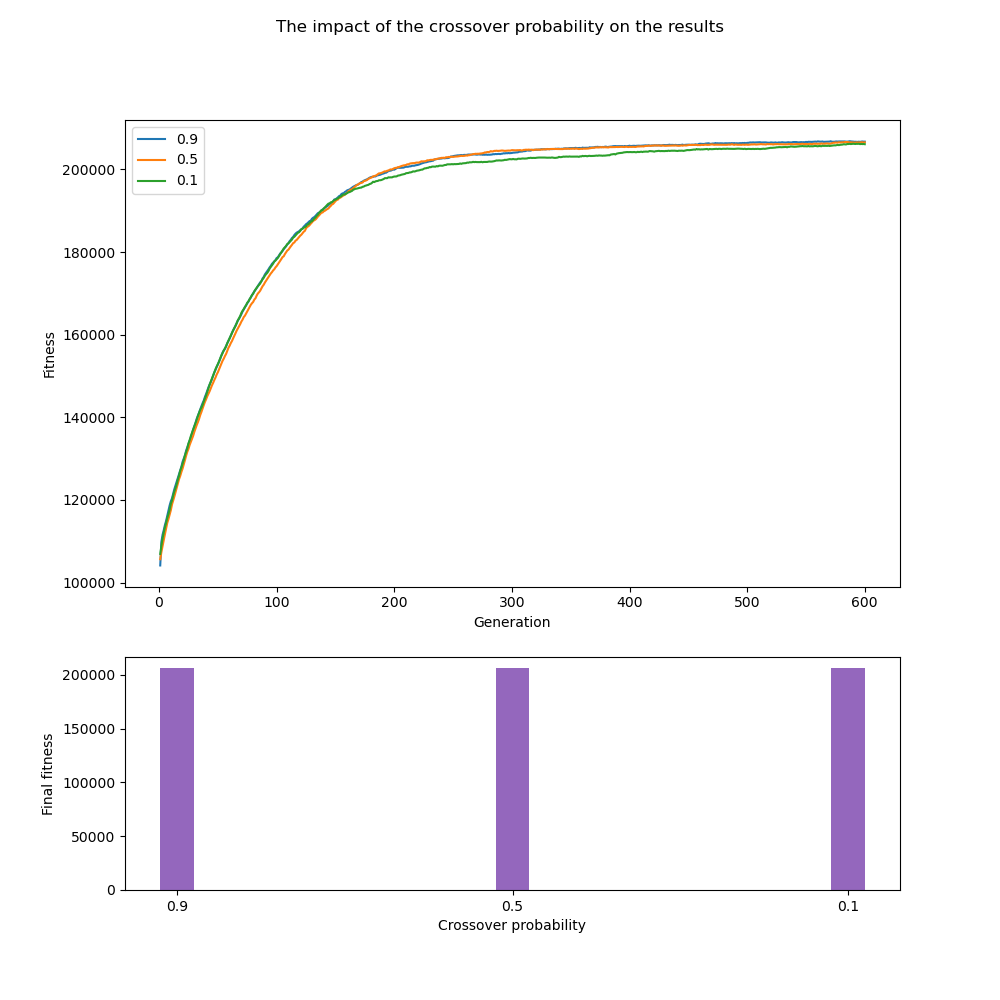 The impact of the crossover probability on the results
0.9
0.5
0.1
200000
180000
160000
140000
120000
100000
Fitness
0 100 200 300 400 500 600
Generation
200000
150000
100000
50000
0
Final fitness
0.9 0.5 0.1
Crossover probability